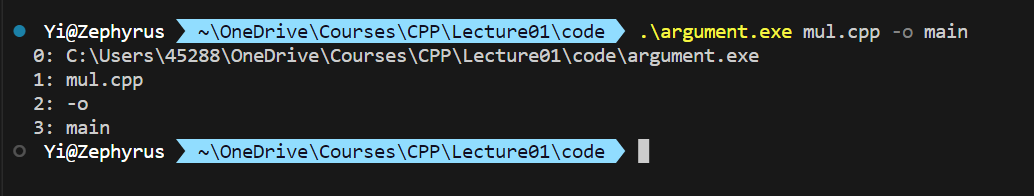 Yi@Zephyrus ~\OneDrive\Courses\CPP\Lecture01\code .\argument.exe mul.cpp -o main
0: C:\Users\45288\OneDrive\Courses\CPP\Lecture01\code\argument.exe
1: mul.cpp
2: -o
3: main
Yi@Zephyrus ~\OneDrive\Courses\CPP\Lecture01\code